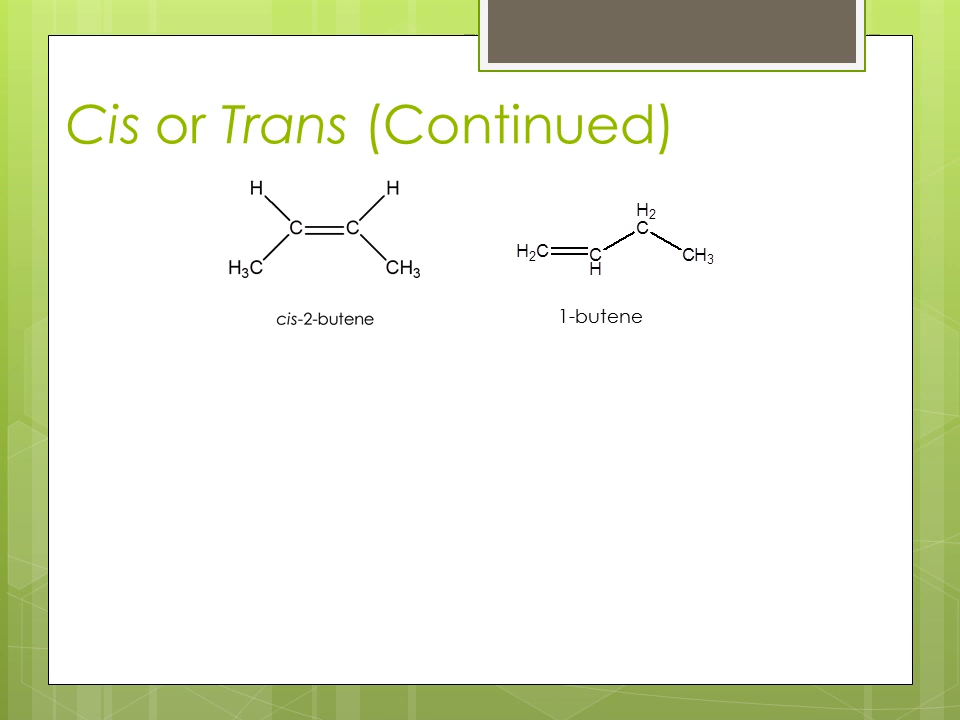 Cis or Trans (Continued)
H H
C C
H₃C CH₃
cis-2-butene
H₂
C
H₂C C CH₃
H
1-butene